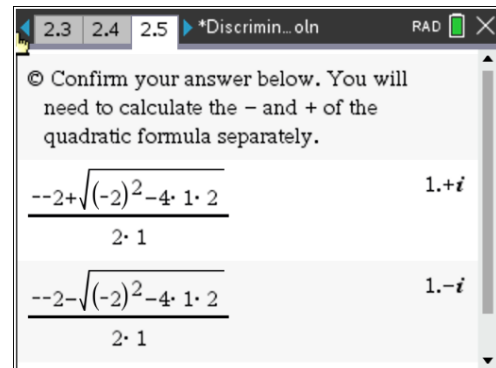 2.3 2.4 2.5 *Discrimin...oln RAD
© Confirm your answer below. You will
need to calculate the − and + of the
quadratic formula separately.
--2+√((-2)^2-4·1·2) 1.+i
2·1
--2-√((-2)^2-4·1·2) 1.-i
2·1